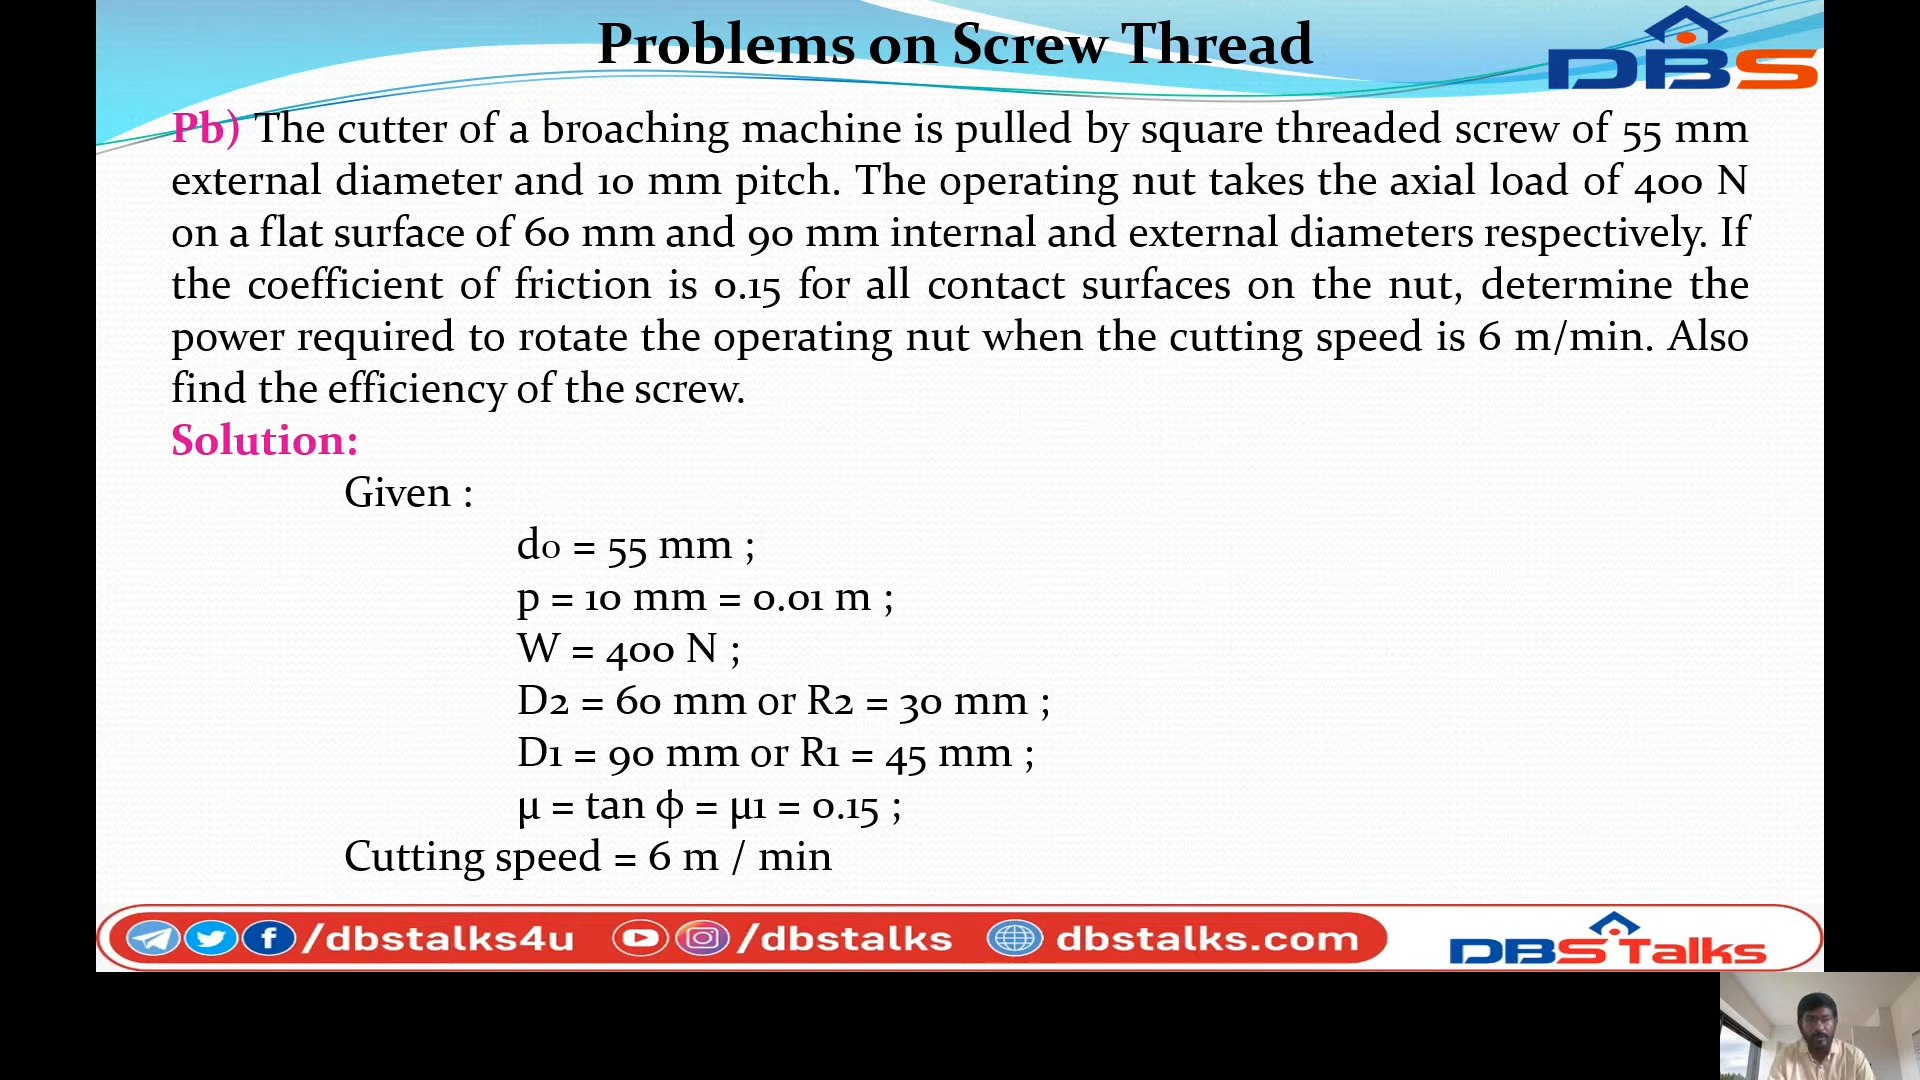 Problems on Screw Thread
DBS
Pb) The cutter of a broaching machine is pulled by square threaded screw of 55 mm
external diameter and 10 mm pitch. The operating nut takes the axial load of 400 N
on a flat surface of 60 mm and 90 mm internal and external diameters respectively. If
the coefficient of friction is 0.15 for all contact surfaces on the nut, determine the
power required to rotate the operating nut when the cutting speed is 6 m/min. Also
find the efficiency of the screw.
Solution:
Given :
do = 55 mm ;
p = 10 mm = 0.01 m ;
W = 400 N ;
D2 = 60 mm or R2 = 30 mm ;
D1 = 90 mm or R1 = 45 mm ;
μ = tan ϕ = μ1 = 0.15 ;
Cutting speed = 6 m / min
/dbstalks4u /dbstalks dbstalks.com DBS Talks